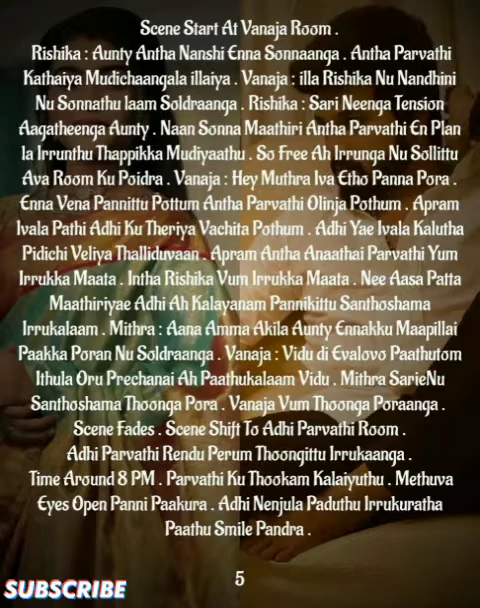 Scene Start At Vanaja Room .
Rishika : Aunty Antha Nanshi Enna Sonnaanga . Antha Parvathi
Kathaiya Mudichaangala illaiya . Vanaja : illa Rishika Nu Nandhini
Nu Sonnathu laam Soldraanga . Rishika : Sari Neenga Tension
Aagatheenga Aunty . Naan Sonna Maathiri Antha Parvathi En Plan
la Irrunthu Thappikka Mudiyaathu . So Free Ah Irrunga Nu Sollittu
Ava Room Ku Poidra . Vanaja : Hey Muthra Iva Etho Panna Pora .
Enna Vena Pannittu Pottum Antha Parvathi Olinja Pothum . Apram
Ivala Pathi Adhi Ku Theriya Vachita Pothum . Adhi Yae Ivala Kalutha
Pidichi Veliya Thalliduvaan . Apram Antha Anaathai Parvathi Yum
Irrukka Maata . Intha Rishika Yum Irrukka Maata . Nee Aasa Patta
Maathiriyae Adhi Ah Kalayanam Pannikittu Santhoshama
Irrukalaam . Mithra : Aana Amma Akila Aunty Ennakku Maapillai
Paakka Poran Nu Soldraanga . Vanaja : Vidu di Evalovo Paathutom
Ithula Oru Prechanai Ah Paathukalaam Vidu . Mithra SarieNu
Santhoshama Thoonga Pora . Vanaja Yum Thoonga Poraanga .
Scene Fades . Scene Shift To Adhi Parvathi Room .
Adhi Parvathi Rendu Perum Thoongittu Irrukaanga .
Time Around 8 PM . Parvathi Ku Thookam Kalaiyuthu . Methuva
Eyes Open Panni Paakura . Adhi Nenjula Paduthu Irrukuratha
Paathu Smile Pandra .
5
SUBSCRIBE